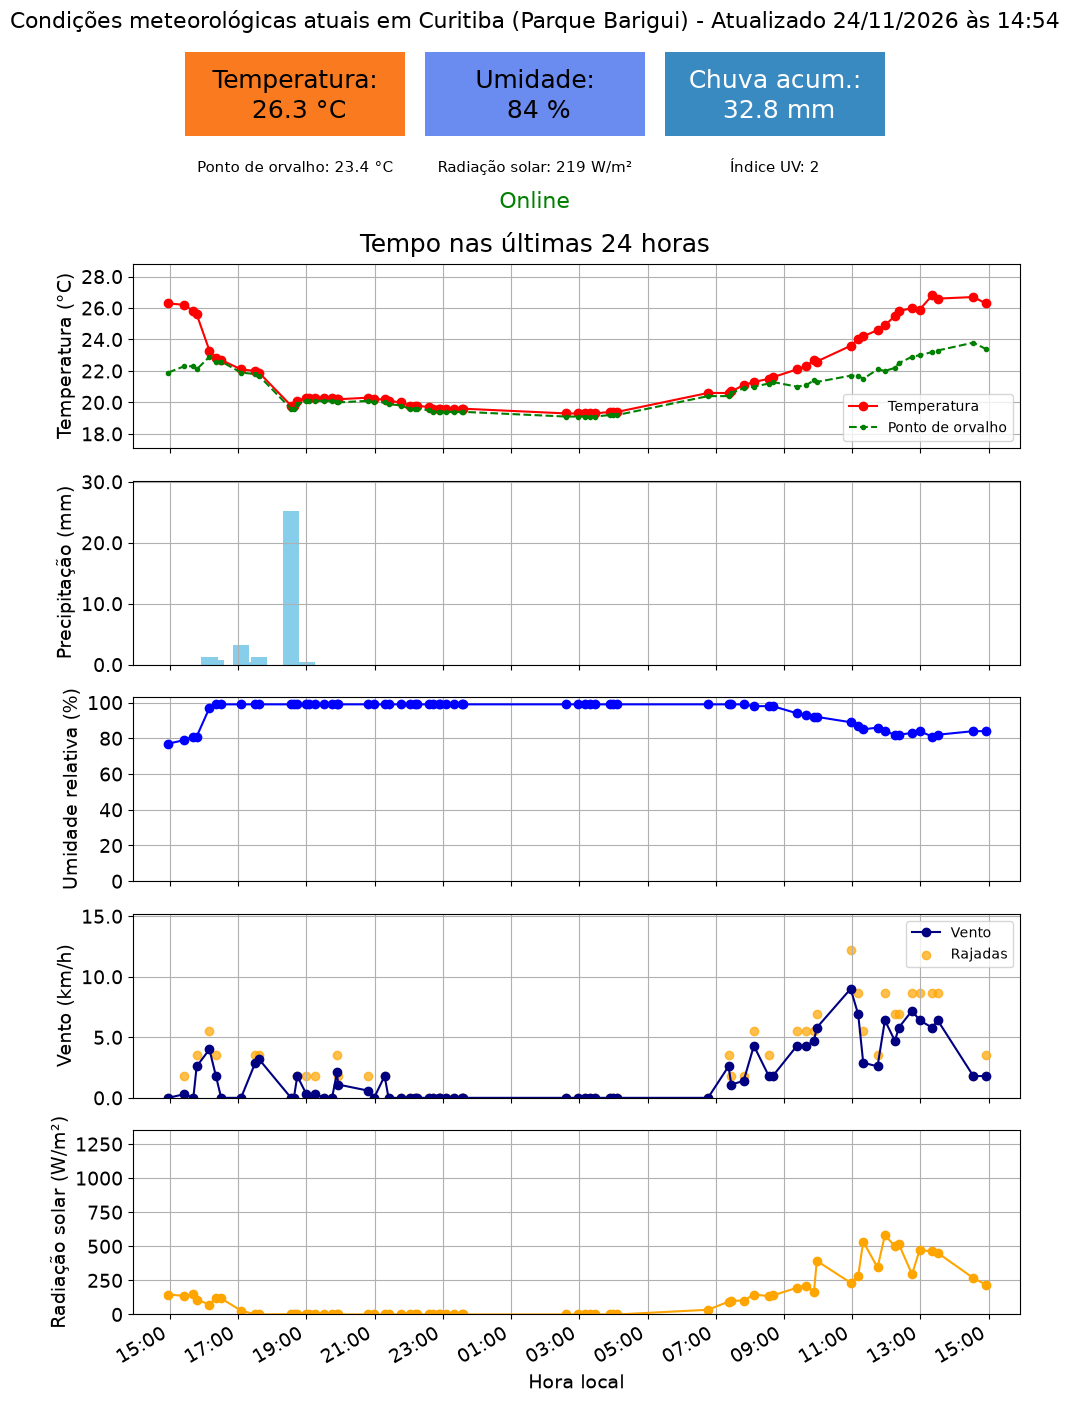 Condições meteorológicas atuais em Curitiba (Parque Barigui) - Atualizado 24/11/2026 às 14:54
Temperatura:
26.3 °C
Umidade:
84 %
Chuva acum.:
32.8 mm
Ponto de orvalho: 23.4 °C
Radiação solar: 219 W/m²
Índice UV: 2
Online
Tempo nas últimas 24 horas
Temperatura (°C)
28.0
26.0
24.0
22.0
20.0
18.0
Temperatura
Ponto de orvalho
Precipitação (mm)
30.0
20.0
10.0
0.0
Umidade relativa (%)
100
80
60
40
20
0
Vento (km/h)
15.0
10.0
5.0
0.0
Vento
Rajadas
Radiação solar (W/m²)
1250
1000
750
500
250
0
15:00
17:00
19:00
21:00
23:00
01:00
03:00
05:00
07:00
09:00
11:00
13:00
15:00
Hora local